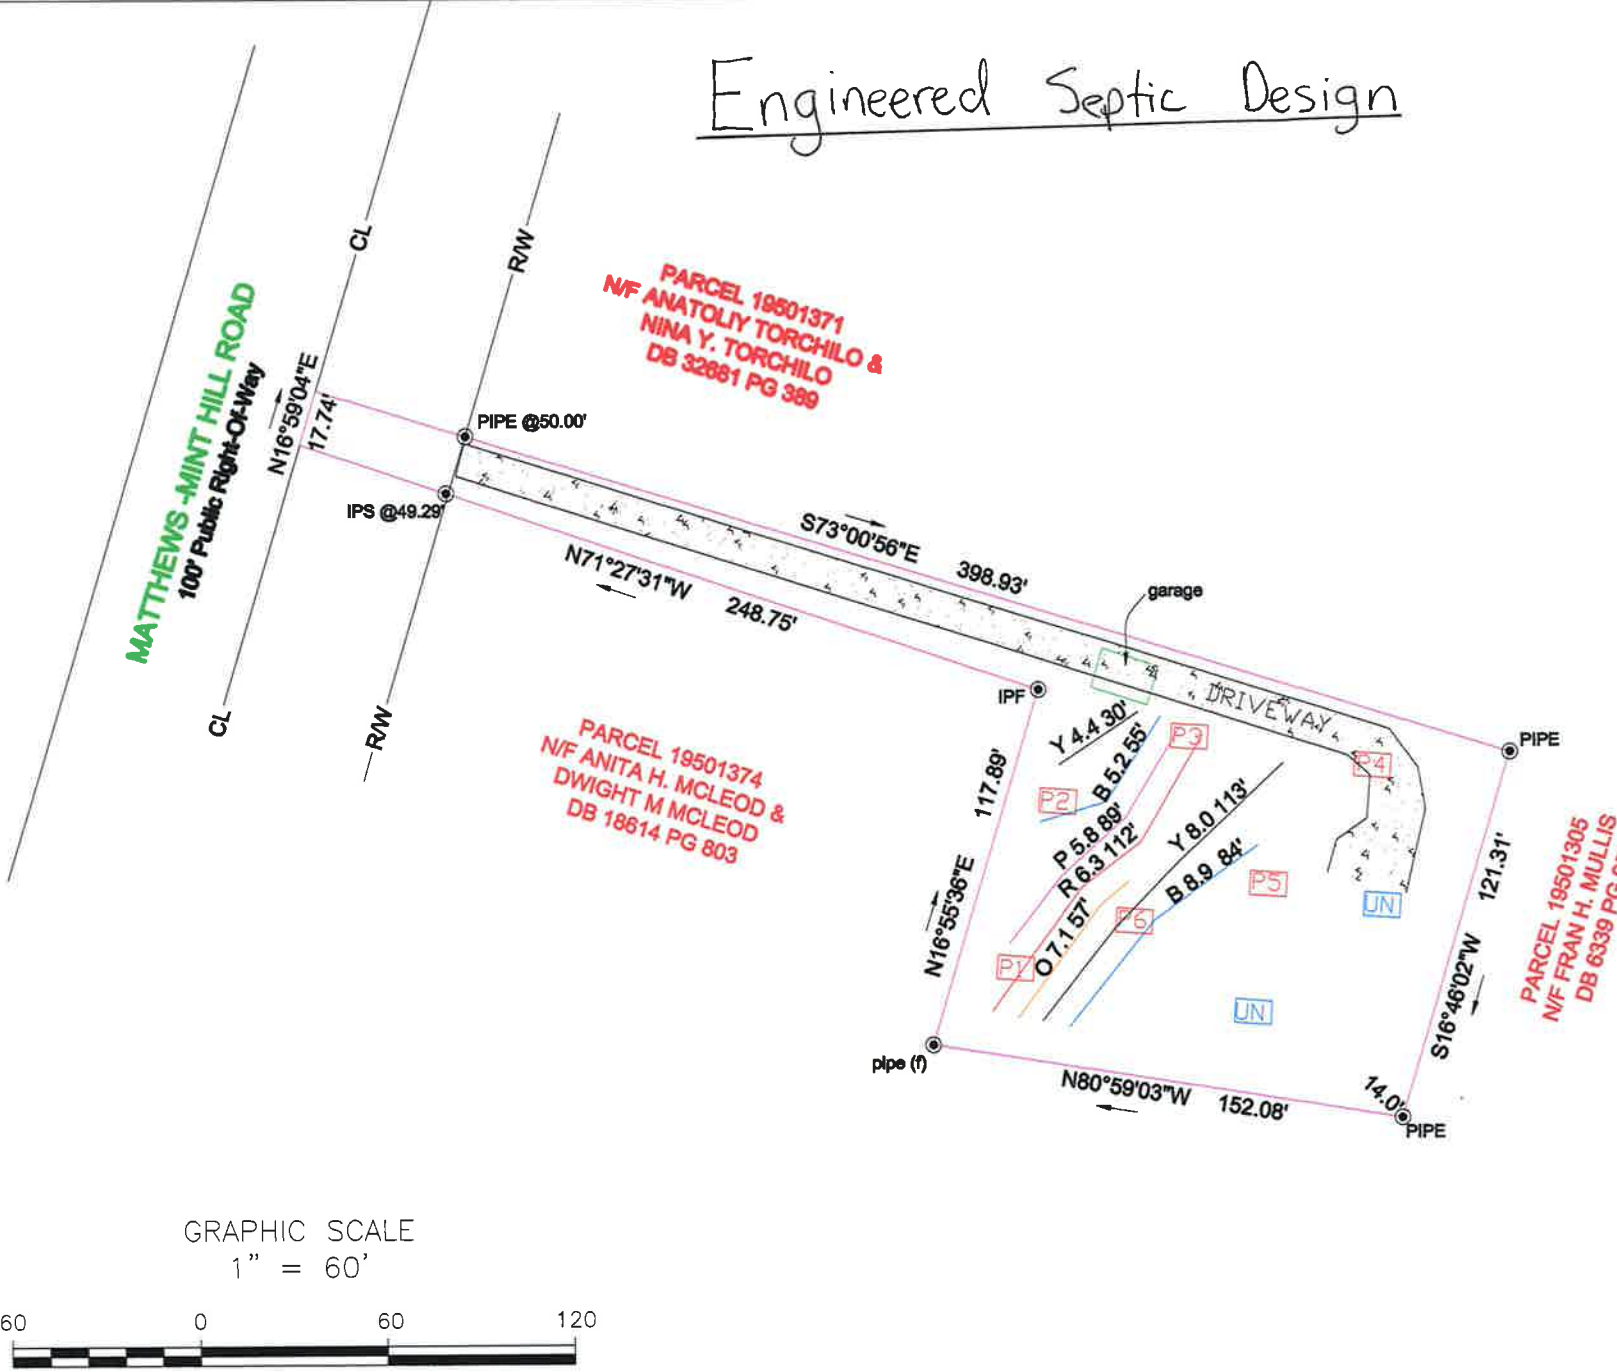 Engineered Septic Design
CL
R/W
MATTHEWS -MINT HILL ROAD
100' Public Right-Of-Way
N16°59'04"E
17.74'
PARCEL 19501371
N/F ANATOLIY TORCHILO &
NINA Y. TORCHILO
DB 32681 PG 389
PIPE @50.00'
IPS @49.29'
S73°00'56"E 398.93'
N71°27'31"W 248.75'
garage
DRIVEWAY
IPF
PIPE
CL
R/W
PARCEL 19501374
N/F ANITA H. MCLEOD &
DWIGHT M MCLEOD
DB 18614 PG 803
117.89'
N16°55'36"E
Y 4.4 30'
B 5.2 55'
P3
P4
P2
P 5.8 89'
R 6.3 112'
Y 8.0 113'
B 8.9 84'
P5
UN
P6
O 7.1 57'
P1
UN
121.31'
S16°46'02"W
PARCEL 19501305
N/F FRAN H. MULLIS
DB 6339 PG
pipe (f)
N80°59'03"W 152.08'
14.0'
PIPE
GRAPHIC SCALE
1" = 60'
60 0 60 120